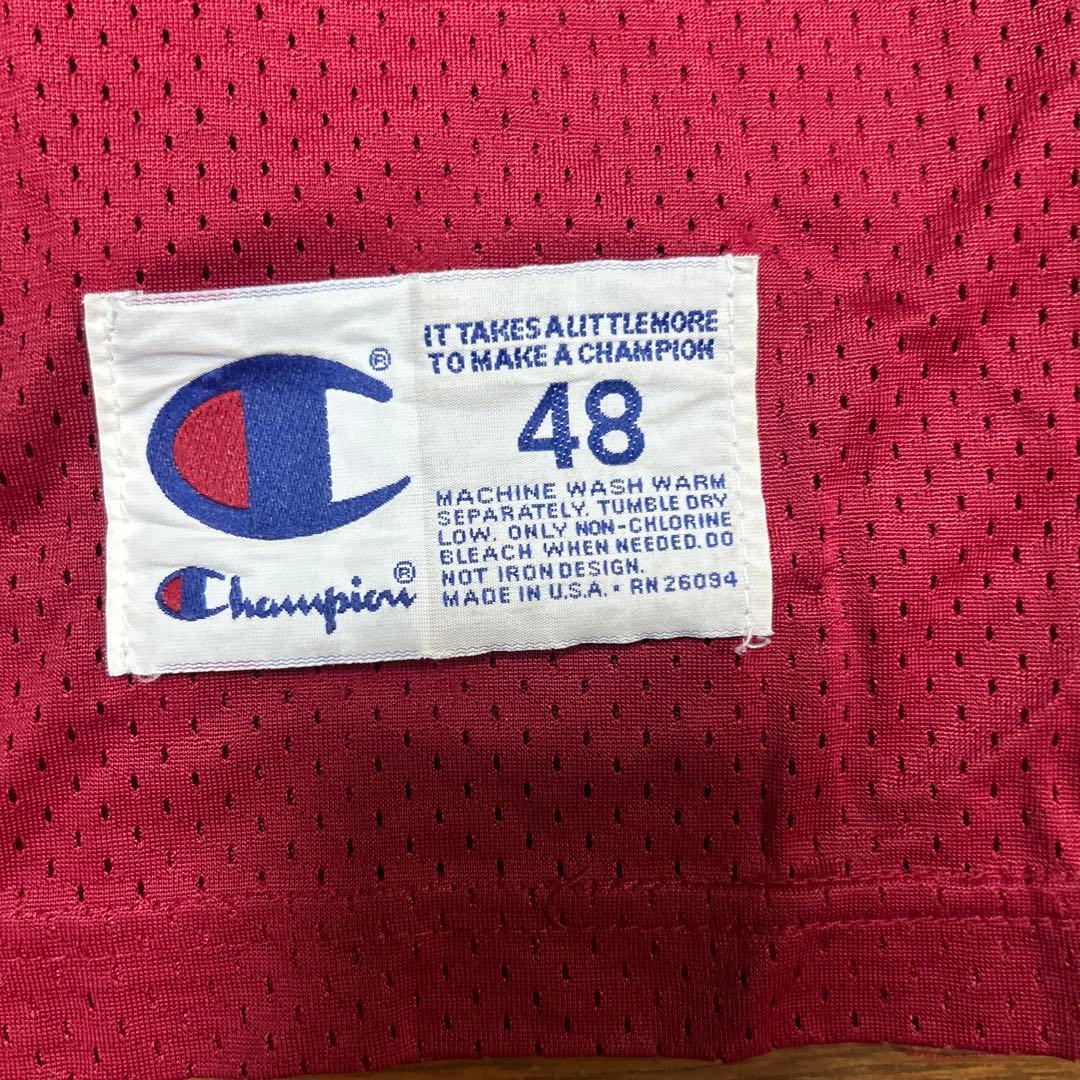 ®
Champion®
IT TAKES A LITTLE MORE
TO MAKE A CHAMPION
48
MACHINE WASH WARM
SEPARATELY. TUMBLE DRY
LOW. ONLY NON-CHLORINE
BLEACH WHEN NEEDED. DO
NOT IRON DESIGN.
MADE IN U.S.A. • RN 26094